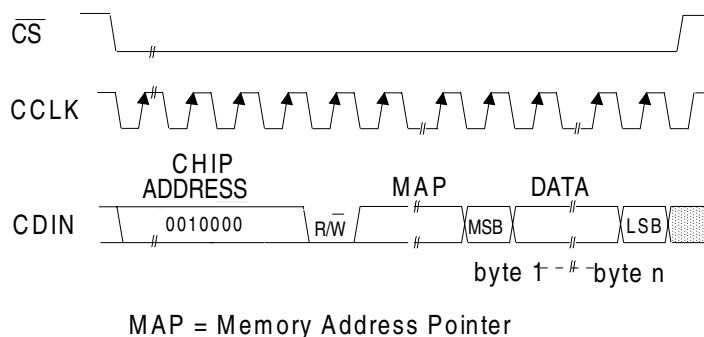 CS
CCLK
CHIP
ADDRESS
MAP
DATA
CDIN
0010000
R/W
MSB
LSB
byte 1
byte n
MAP = Memory Address Pointer